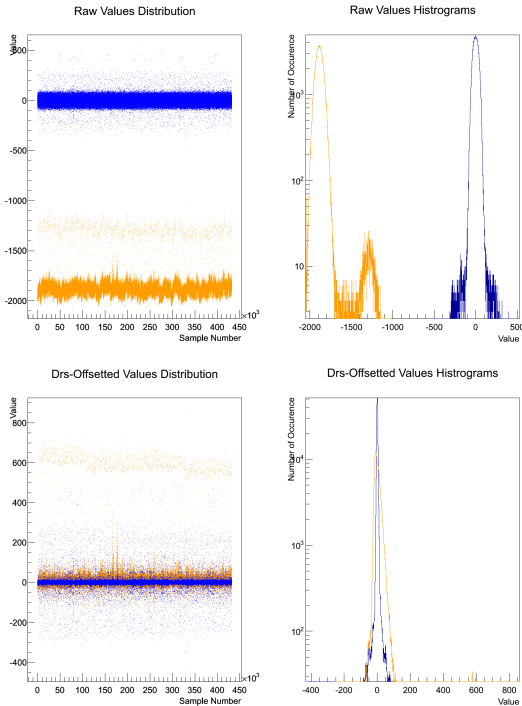 Raw Values Distribution
Value
500
0
-500
-1000
-1500
-2000
0 50 100 150 200 250 300 350 400 450
×10³
Sample Number
Raw Values Histrograms
Number of Occurence
10³
10²
10
-2000 -1500 -1000 -500 0 500
Value
Drs-Offsetted Values Distribution
Value
800
600
400
200
0
-200
-400
0 50 100 150 200 250 300 350 400 450
×10³
Sample Number
Drs-Offsetted Values Histrograms
Number of Occurence
10⁴
10³
10²
-400 -200 0 200 400 600 800
Value